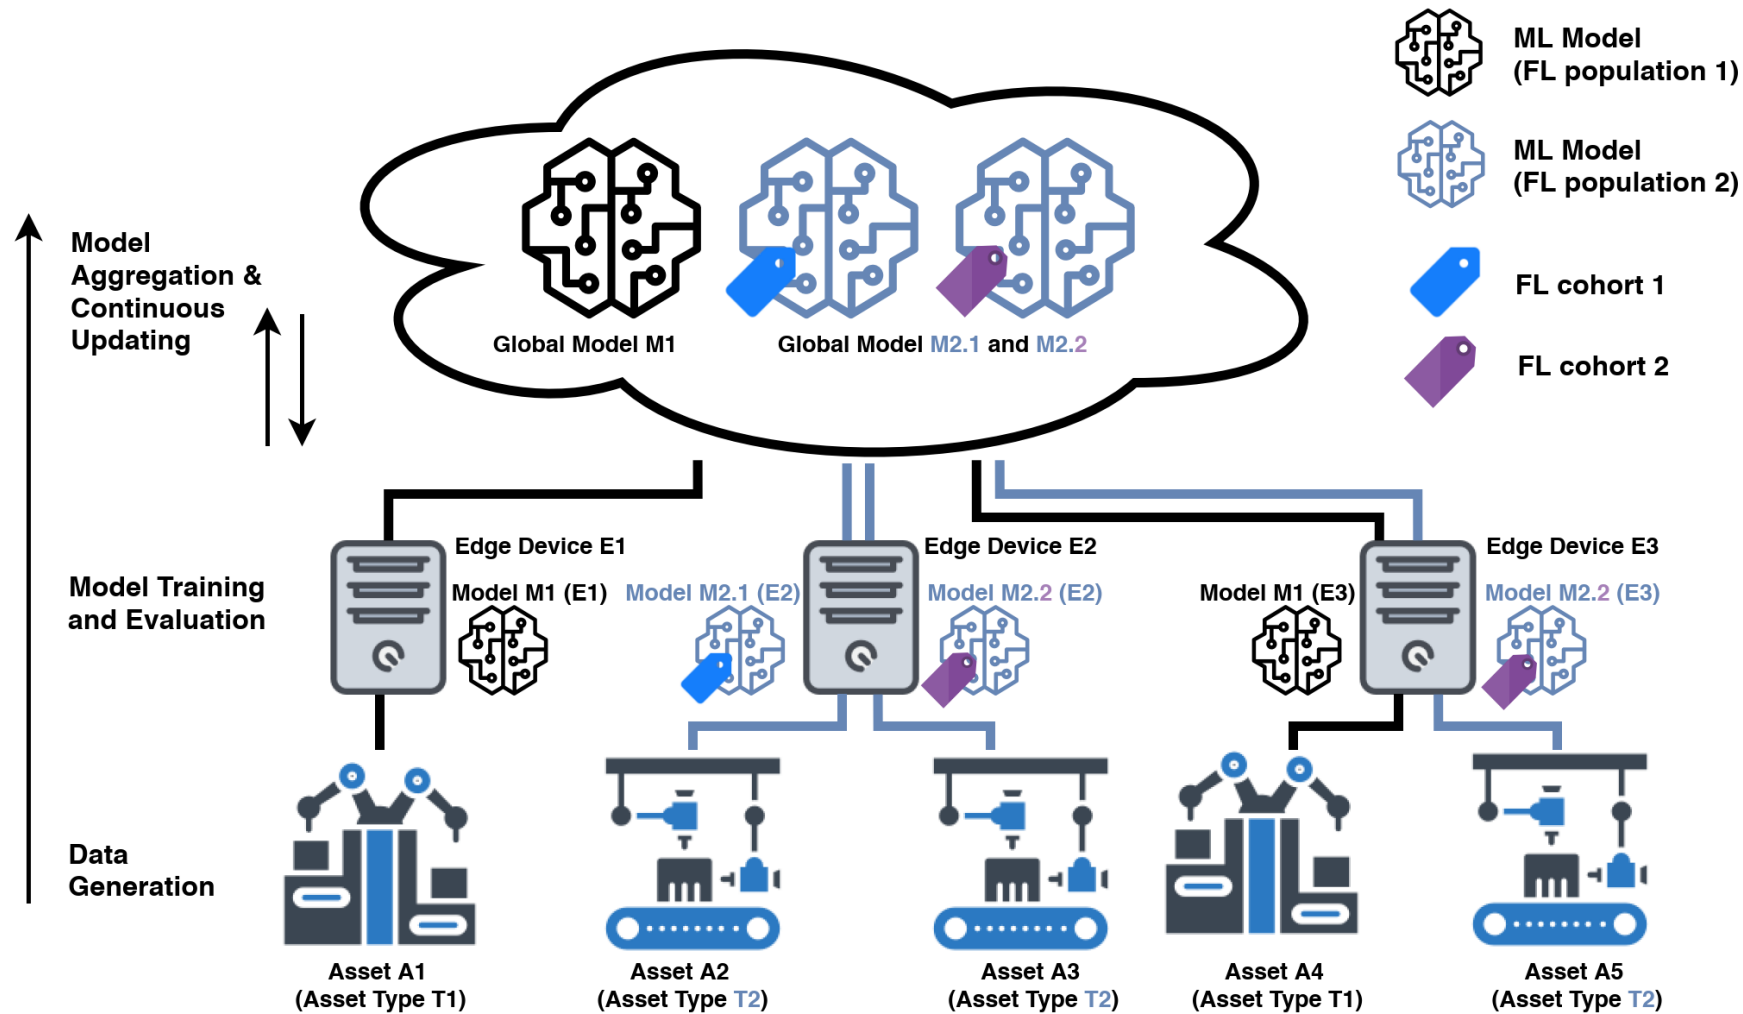 ML Model
(FL population 1)
ML Model
(FL population 2)
FL cohort 1
FL cohort 2
Model
Aggregation &
Continuous
Updating
Global Model M1
Global Model M2.1 and M2.2
Edge Device E1
Edge Device E2
Edge Device E3
Model Training
and Evaluation
Model M1 (E1)
Model M2.1 (E2)
Model M2.2 (E2)
Model M1 (E3)
Model M2.2 (E3)
Data
Generation
Asset A1
(Asset Type T1)
Asset A2
(Asset Type T2)
Asset A3
(Asset Type T2)
Asset A4
(Asset Type T1)
Asset A5
(Asset Type T2)